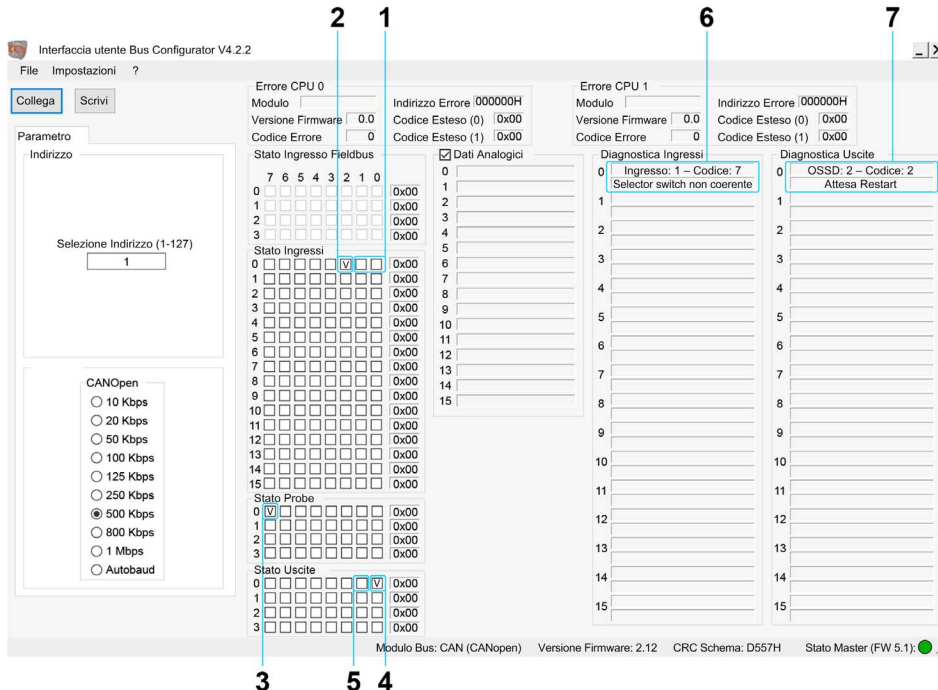 2 1 6 7
Interfaccia utente Bus Configurator V4.2.2
File Impostazioni ?
Collega Scrivi
Parametro
Indirizzo
Selezione Indirizzo (1-127)
1
CANOpen
10 Kbps
20 Kbps
50 Kbps
100 Kbps
125 Kbps
250 Kbps
500 Kbps
800 Kbps
1 Mbps
Autobaud
Errore CPU 0
Modulo Indirizzo Errore 000000H
Versione Firmware 0.0 Codice Esteso (0) 0x00
Codice Errore 0 Codice Esteso (1) 0x00
Errore CPU 1
Modulo Indirizzo Errore 000000H
Versione Firmware 0.0 Codice Esteso (0) 0x00
Codice Errore 0 Codice Esteso (1) 0x00
Stato Ingresso Fieldbus
7 6 5 4 3 2 1 0
0 0x00
1 0x00
2 0x00
3 0x00
Stato Ingressi
0 V 0x00
1 0x00
2 0x00
3 0x00
4 0x00
5 0x00
6 0x00
7 0x00
8 0x00
9 0x00
10 0x00
11 0x00
12 0x00
13 0x00
14 0x00
15 0x00
Stato Probe
0 V 0x00
1 0x00
2 0x00
3 0x00
Stato Uscite
0 V 0x00
1 0x00
2 0x00
3 0x00
Dati Analogici
0
1
2
3
4
5
6
7
8
9
10
11
12
13
14
15
Diagnostica Ingressi
0 Ingresso: 1 – Codice: 7
Selector switch non coerente
1
2
3
4
5
6
7
8
9
10
11
12
13
14
15
Diagnostica Uscite
0 OSSD: 2 – Codice: 2
Attesa Restart
1
2
3
4
5
6
7
8
9
10
11
12
13
14
15
Modulo Bus: CAN (CANopen) Versione Firmware: 2.12 CRC Schema: D557H Stato Master (FW 5.1):
3 5 4